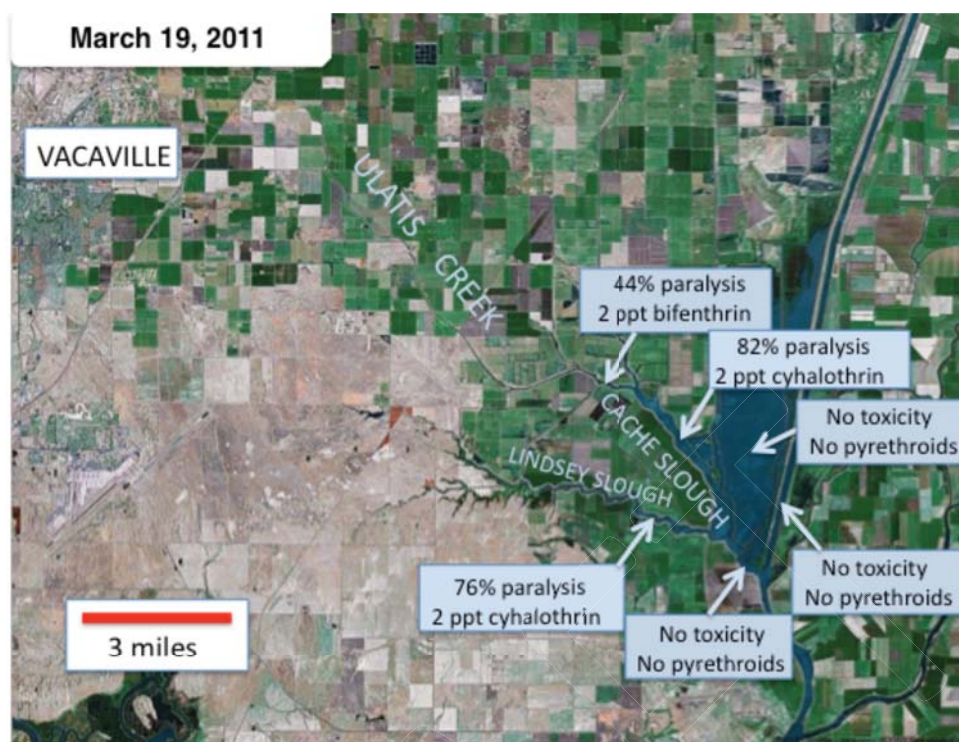 March 19, 2011
VACAVILLE
ULATIS
CREEK
44% paralysis
2 ppt bifenthrin
82% paralysis
2 ppt cyhalothrin
No toxicity
No pyrethroids
CACHE SLOUGH
LINDSEY SLOUGH
76% paralysis
2 ppt cyhalothrin
No toxicity
No pyrethroids
No toxicity
No pyrethroids
3 miles